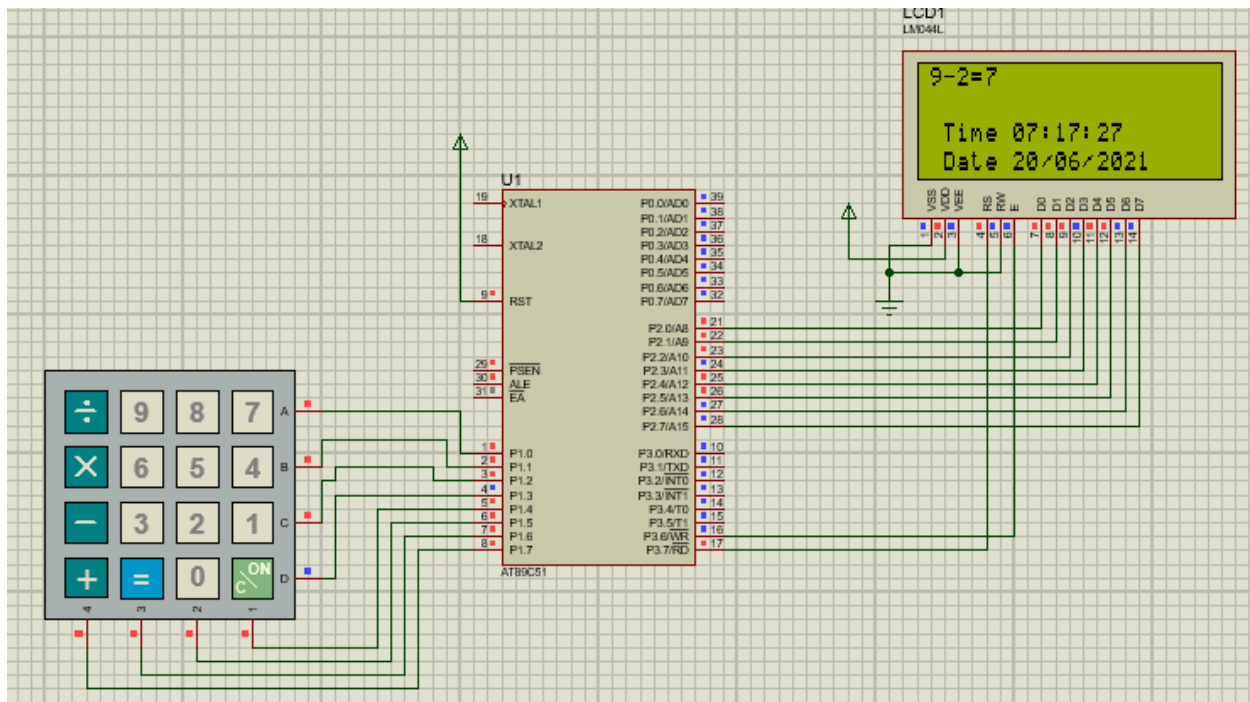 LCD1
LM044L
9-2=7
Time 07:17:27
Date 20/06/2021
VSS VDD VEE RS RW E D0 D1 D2 D3 D4 D5 D6 D7
1 2 3 4 5 6 7 8 9 10 11 12 13 14
U1
19 XTAL1
18 XTAL2
9 RST
29 PSEN
30 ALE
31 EA
1 P1.0
2 P1.1
3 P1.2
4 P1.3
5 P1.4
6 P1.5
7 P1.6
8 P1.7
P0.0/AD0 39
P0.1/AD1 38
P0.2/AD2 37
P0.3/AD3 36
P0.4/AD4 35
P0.5/AD5 34
P0.6/AD6 33
P0.7/AD7 32
P2.0/A8 21
P2.1/A9 22
P2.2/A10 23
P2.3/A11 24
P2.4/A12 25
P2.5/A13 26
P2.6/A14 27
P2.7/A15 28
P3.0/RXD 10
P3.1/TXD 11
P3.2/INT0 12
P3.3/INT1 13
P3.4/T0 14
P3.5/T1 15
P3.6/WR 16
P3.7/RD 17
AT89C51
÷ 9 8 7 A
× 6 5 4 B
− 3 2 1 C
+ = 0 ON/C D
4 3 2 1